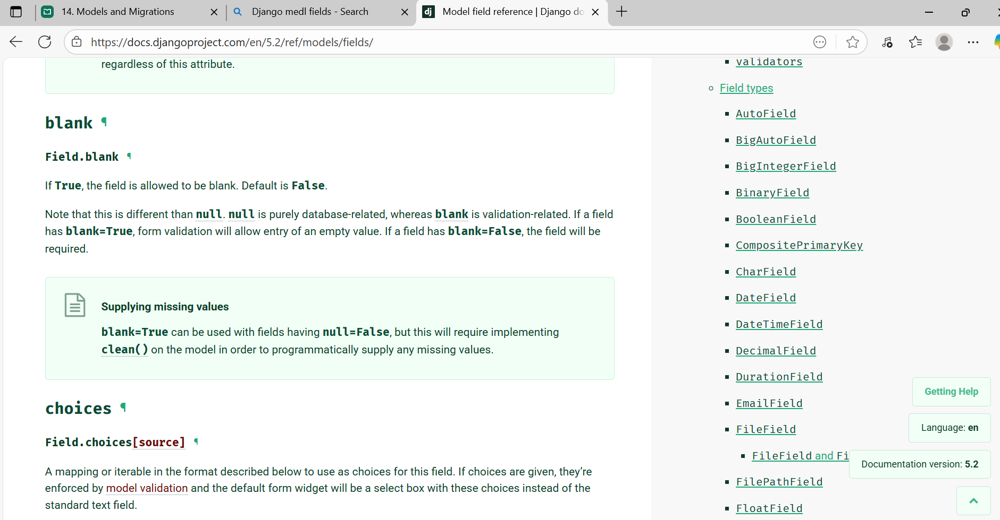 14. Models and Migrations
Django medl fields - Search
dj Model field reference | Django do
https://docs.djangoproject.com/en/5.2/ref/models/fields/
regardless of this attribute.
blank ¶
Field.blank ¶
If True, the field is allowed to be blank. Default is False.
Note that this is different than null. null is purely database-related, whereas blank is validation-related. If a field
has blank=True, form validation will allow entry of an empty value. If a field has blank=False, the field will be
required.
Supplying missing values
blank=True can be used with fields having null=False, but this will require implementing
clean() on the model in order to programmatically supply any missing values.
choices ¶
Field.choices[source] ¶
A mapping or iterable in the format described below to use as choices for this field. If choices are given, they’re
enforced by model validation and the default form widget will be a select box with these choices instead of the
standard text field.
validators
Field types
AutoField
BigAutoField
BigIntegerField
BinaryField
BooleanField
CompositePrimaryKey
CharField
DateField
DateTimeField
DecimalField
DurationField
EmailField
FileField
FileField and Fi
FilePathField
FloatField
Getting Help
Language: en
Documentation version: 5.2